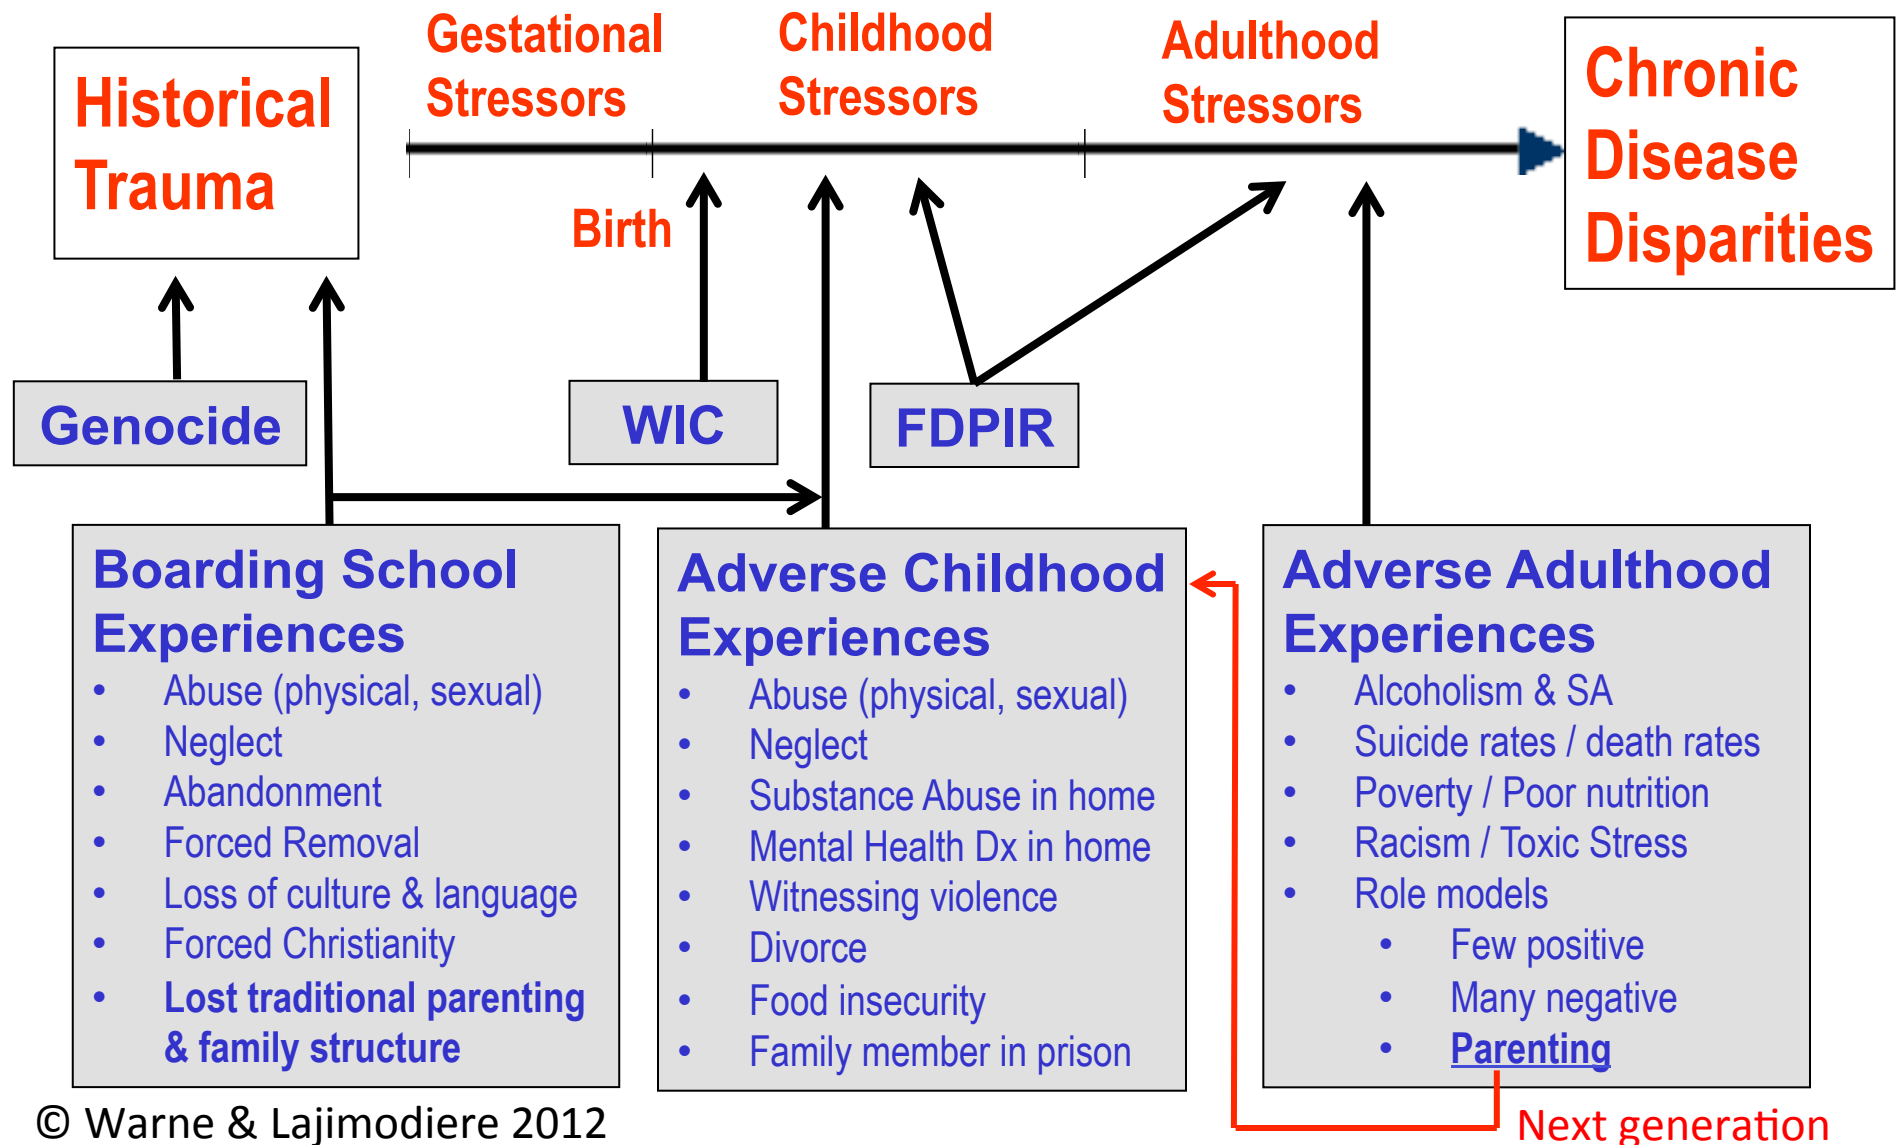 Historical
Trauma
Gestational
Stressors
Childhood
Stressors
Adulthood
Stressors
Chronic
Disease
Disparities
Birth
Genocide
WIC
FDPIR
Boarding School
Experiences
• Abuse (physical, sexual)
• Neglect
• Abandonment
• Forced Removal
• Loss of culture & language
• Forced Christianity
• Lost traditional parenting
& family structure
Adverse Childhood
Experiences
• Abuse (physical, sexual)
• Neglect
• Substance Abuse in home
• Mental Health Dx in home
• Witnessing violence
• Divorce
• Food insecurity
• Family member in prison
Adverse Adulthood
Experiences
• Alcoholism & SA
• Suicide rates / death rates
• Poverty / Poor nutrition
• Racism / Toxic Stress
• Role models
• Few positive
• Many negative
• Parenting
© Warne & Lajimodiere 2012
Next generation